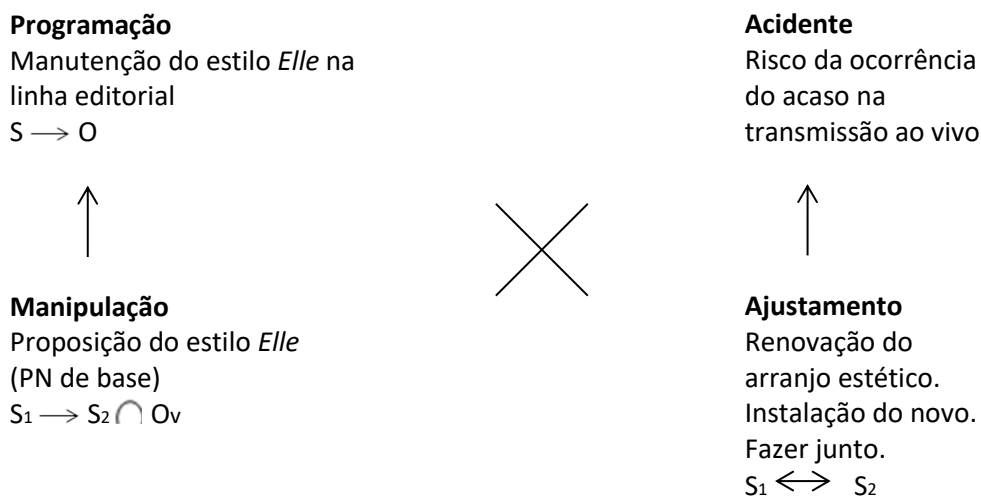 Programação
Manutenção do estilo Elle na
linha editorial
S → O
Acidente
Risco da ocorrência
do acaso na
transmissão ao vivo
Manipulação
Proposição do estilo Elle
(PN de base)
S1 → S2 ∩ Ov
Ajustamento
Renovação do
arranjo estético.
Instalação do novo.
Fazer junto.
S1 ↔ S2